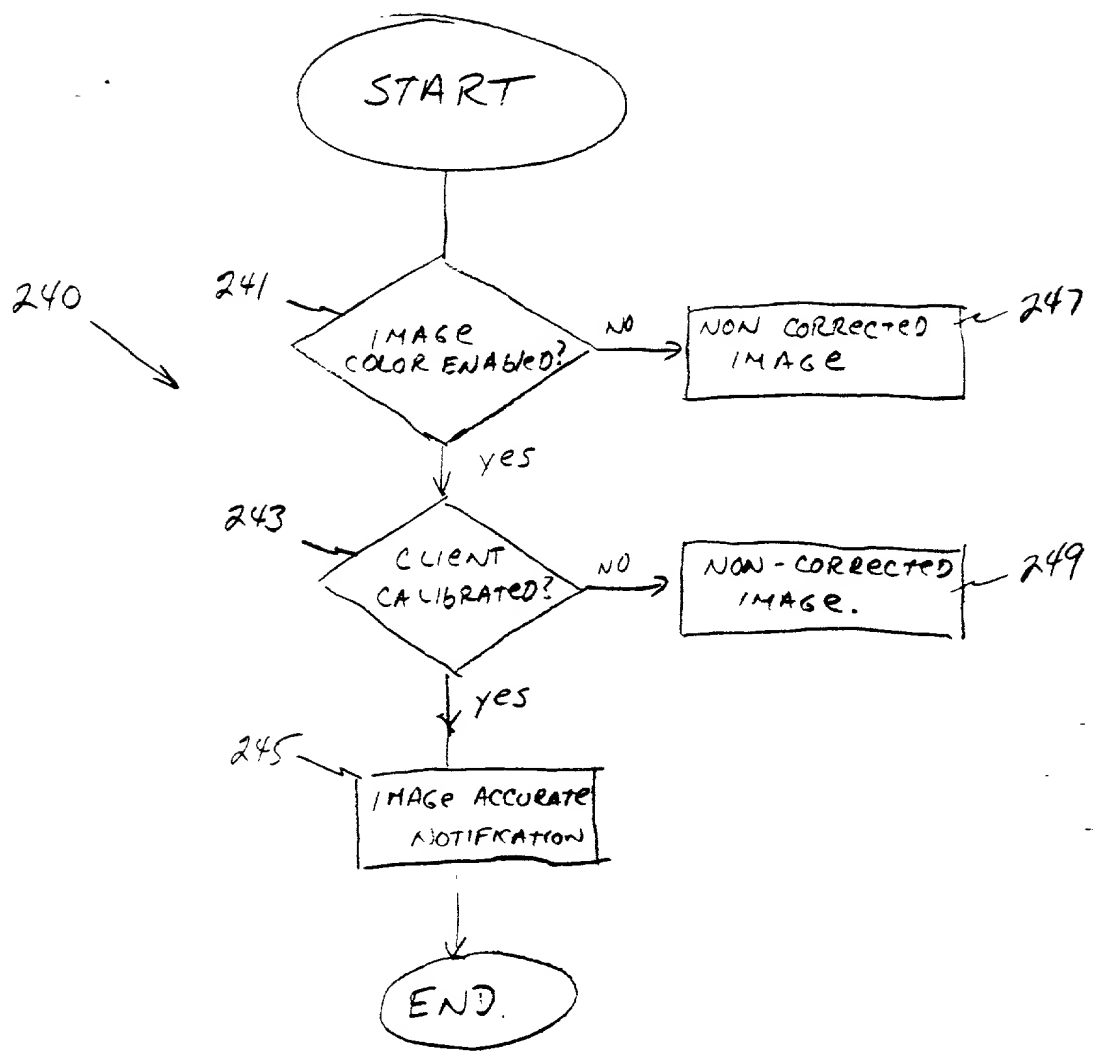 START
240
241
IMAGE
COLOR ENABLED?
NO
NON CORRECTED
IMAGE
247
yes
243
CLIENT
CALIBRATED?
NO
NON-CORRECTED
IMAGE.
249
yes
245
IMAGE ACCURATE
NOTIFICATION
END.